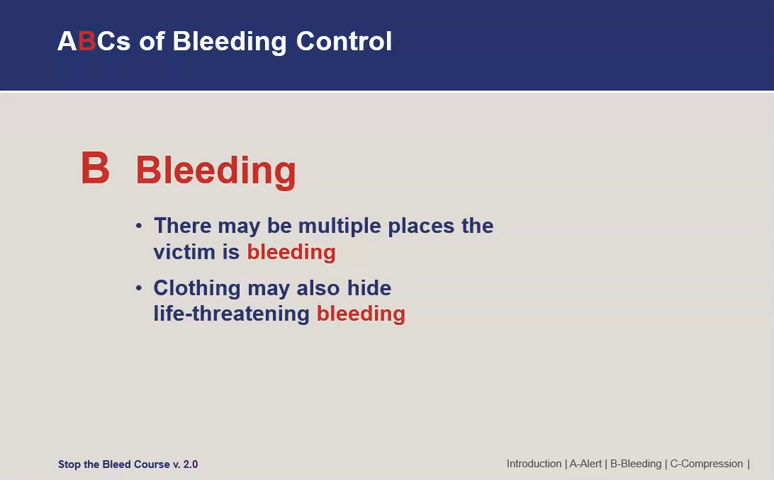 ABCs of Bleeding Control
B Bleeding
• There may be multiple places the
victim is bleeding
• Clothing may also hide
life-threatening bleeding
Stop the Bleed Course v. 2.0
Introduction | A-Alert | B-Bleeding | C-Compression |